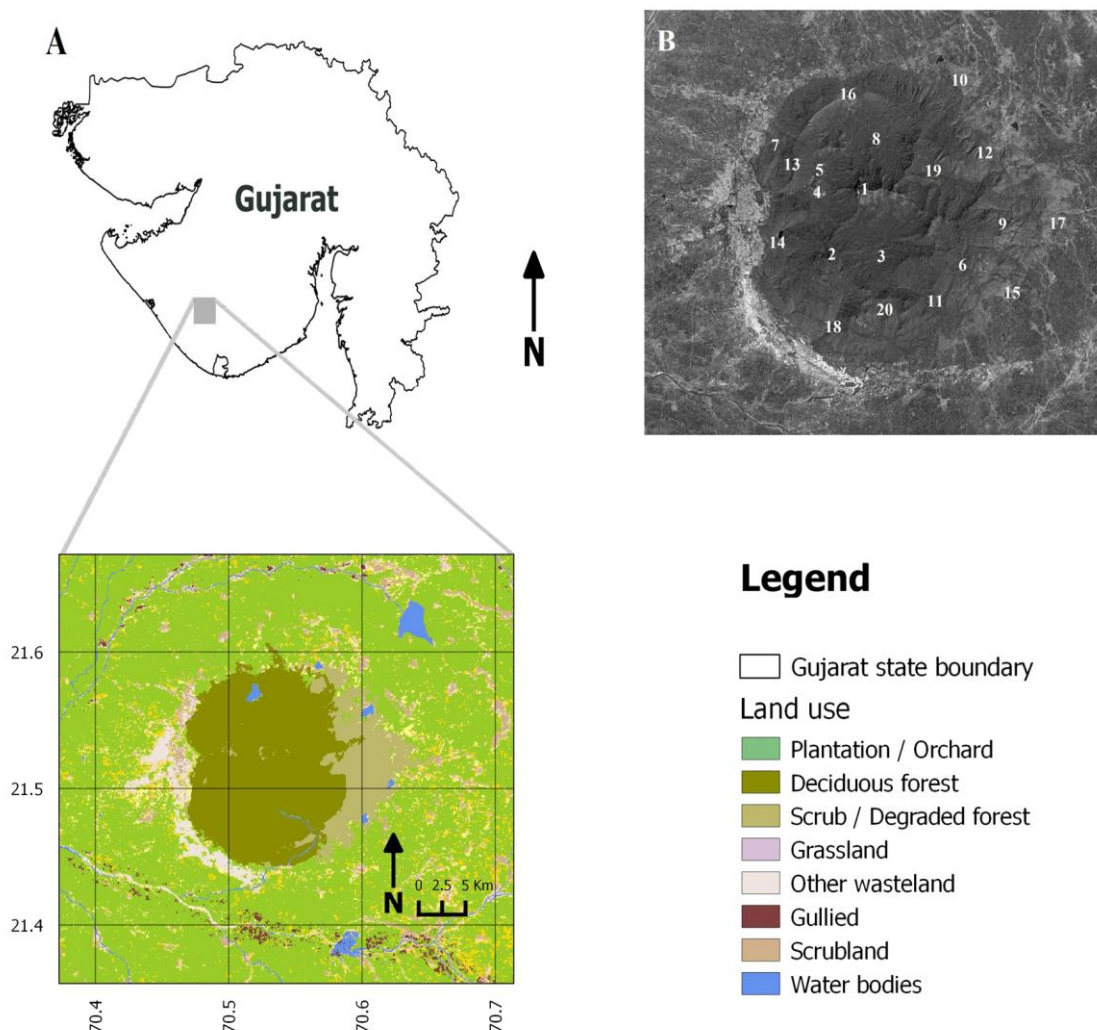 A
Gujarat
N
B
10
16
7
8
12
13
5
19
4
1
9
17
14
2
3
6
15
11
20
18
21.6
21.5
21.4
0 2.5 5 Km
N
70.4
70.5
70.6
70.7
Legend
Gujarat state boundary
Land use
Plantation / Orchard
Deciduous forest
Scrub / Degraded forest
Grassland
Other wasteland
Gullied
Scrubland
Water bodies